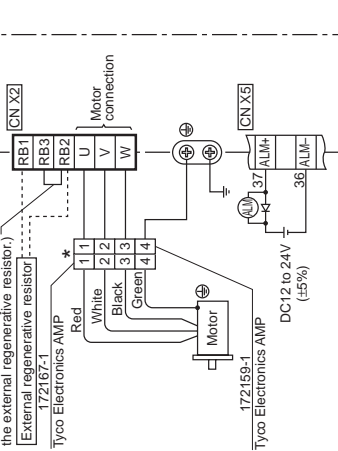 the external regenerative resistor.)
External regenerative resistor
172167-1
Tyco Electronics AMP
CN X2
RB1
RB3
RB2
U
V
W
Motor
connection
*
1 1
2 2
3 3
4 4
Red
White
Black
Green
Motor
172159-1
Tyco Electronics AMP
CN X5
37
ALM+
36
ALM−
ALM
DC12 to 24V
(±5%)